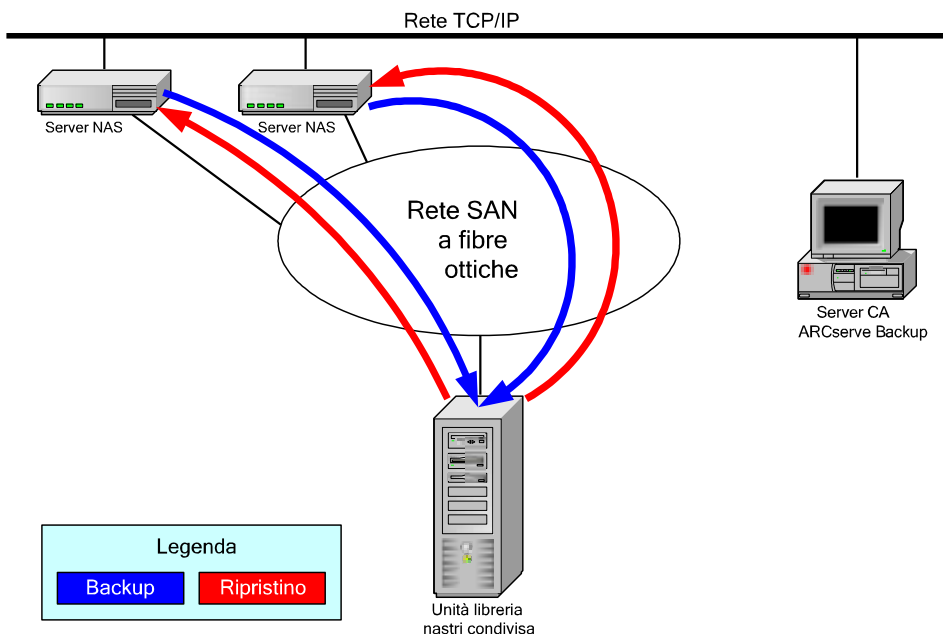 Rete TCP/IP
Server NAS
Server NAS
Rete SAN
a fibre
ottiche
Server CA
ARCserve Backup
Unità libreria
nastri condivisa
Legenda
Backup
Ripristino